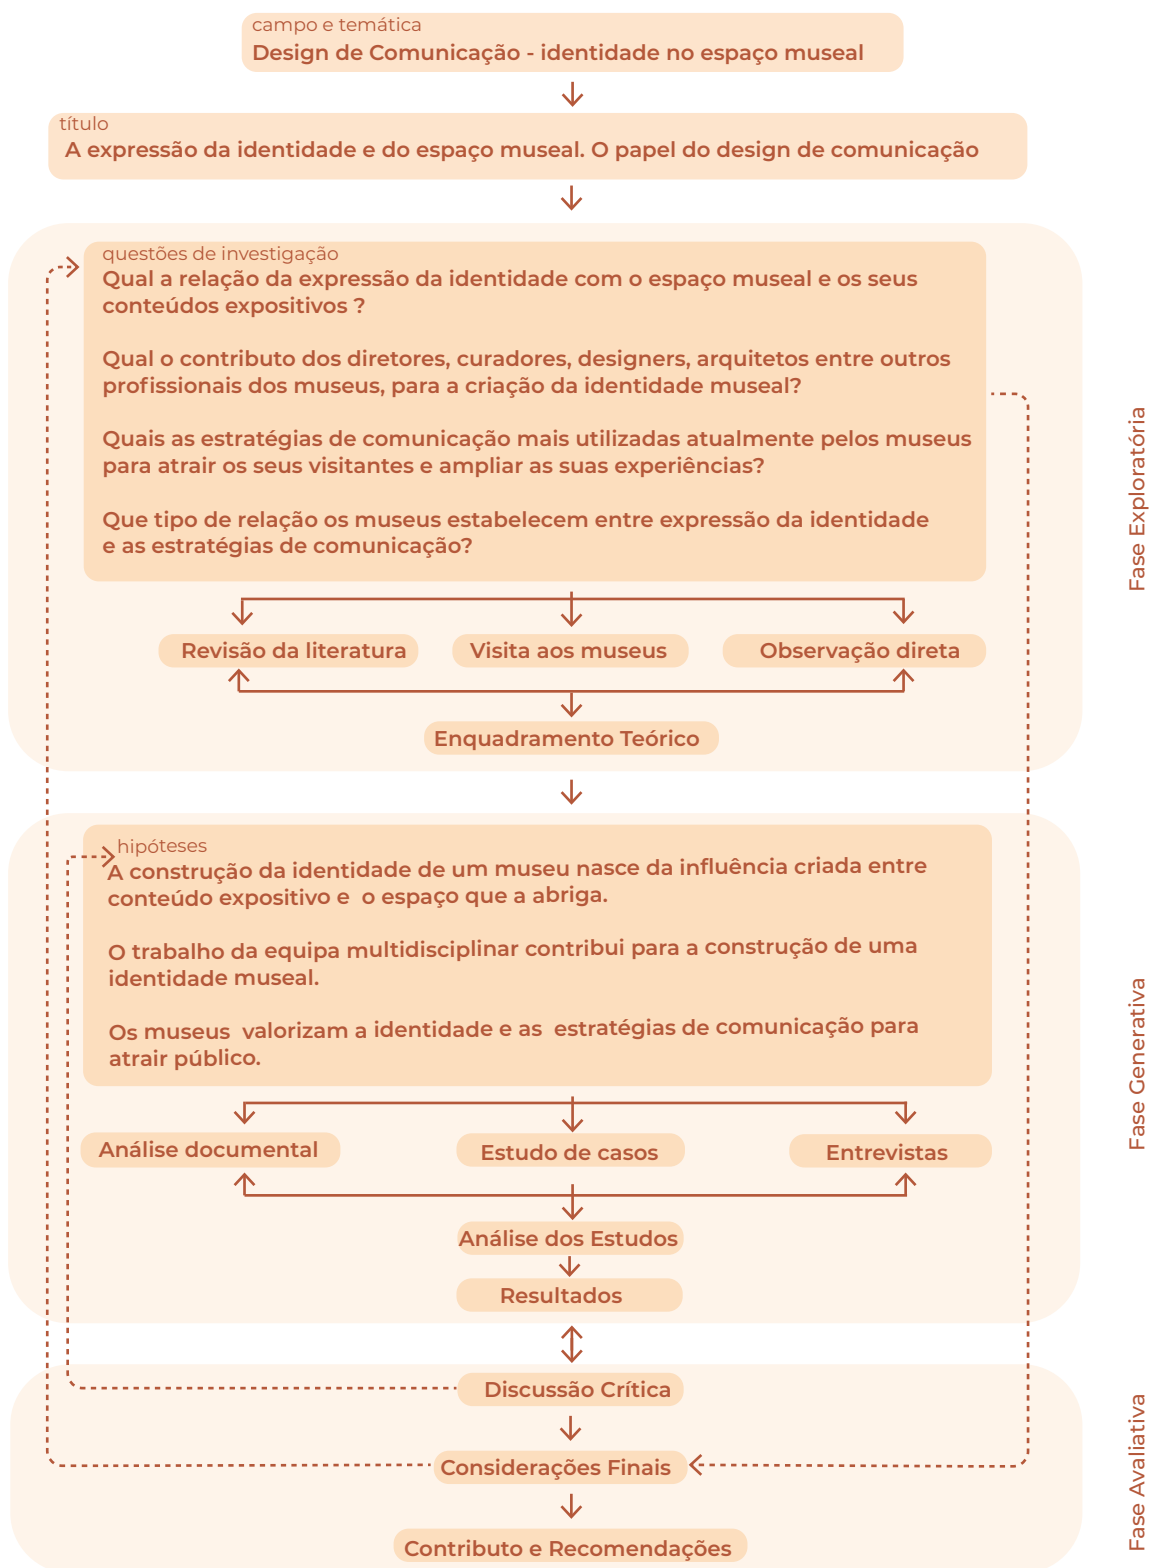 campo e temática
Design de Comunicação - identidade no espaço museal
título
A expressão da identidade e do espaço museal. O papel do design de comunicação
questões de investigação
Qual a relação da expressão da identidade com o espaço museal e os seus
conteúdos expositivos ?
Qual o contributo dos diretores, curadores, designers, arquitetos entre outros
profissionais dos museus, para a criação da identidade museal?
Quais as estratégias de comunicação mais utilizadas atualmente pelos museus
para atrair os seus visitantes e ampliar as suas experiências?
Que tipo de relação os museus estabelecem entre expressão da identidade
e as estratégias de comunicação?
Revisão da literatura
Visita aos museus
Observação direta
Enquadramento Teórico
Fase Exploratória
hipóteses
A construção da identidade de um museu nasce da influência criada entre
conteúdo expositivo e o espaço que a abriga.
O trabalho da equipa multidisciplinar contribui para a construção de uma
identidade museal.
Os museus valorizam a identidade e as estratégias de comunicação para
atrair público.
Análise documental
Estudo de casos
Entrevistas
Análise dos Estudos
Resultados
Fase Generativa
Discussão Crítica
Considerações Finais
Contributo e Recomendações
Fase Avaliativa